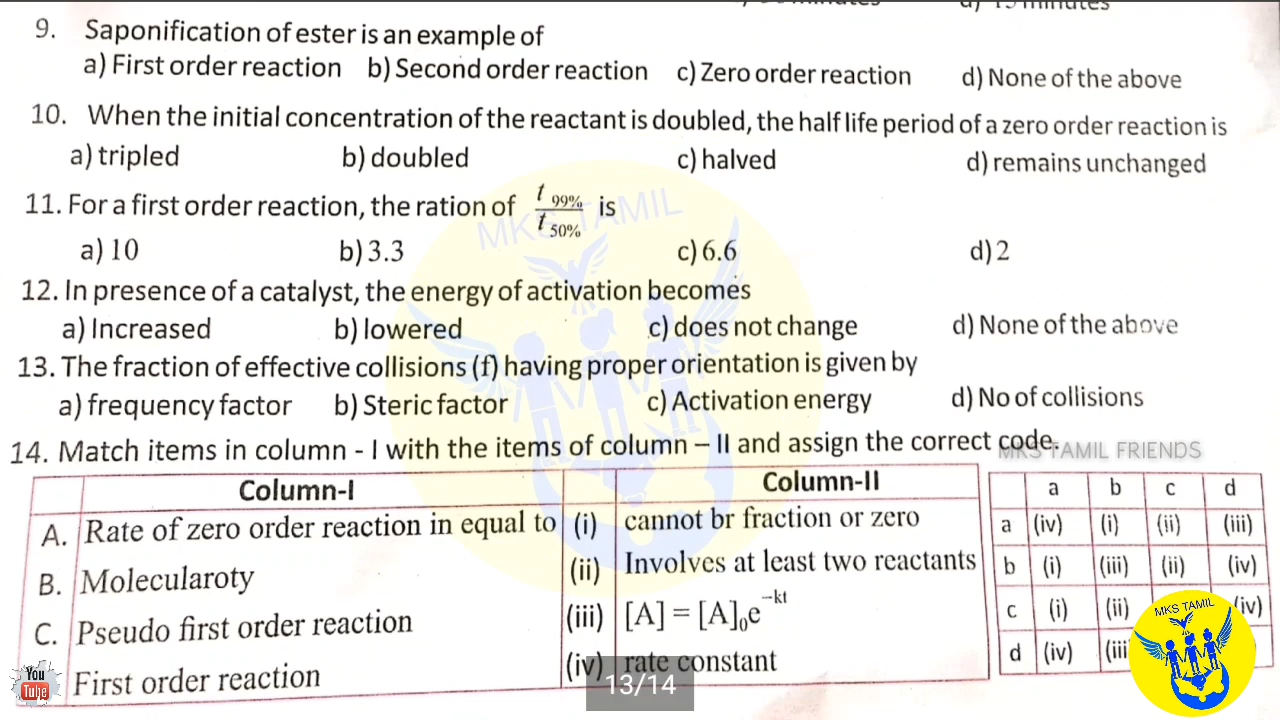 d) 15 minutes
9. Saponification of ester is an example of
a) First order reaction b) Second order reaction c) Zero order reaction d) None of the above
10. When the initial concentration of the reactant is doubled, the half life period of a zero order reaction is
a) tripled b) doubled c) halved d) remains unchanged
11. For a first order reaction, the ration of t 99% / t 50% is
a) 10 b) 3.3 c) 6.6 d) 2
MKS TAMIL
12. In presence of a catalyst, the energy of activation becomes
a) Increased b) lowered c) does not change d) None of the above
13. The fraction of effective collisions (f) having proper orientation is given by
a) frequency factor b) Steric factor c) Activation energy d) No of collisions
14. Match items in column - I with the items of column – II and assign the correct code.
MKS TAMIL FRIENDS
Column-I Column-II
A. Rate of zero order reaction in equal to (i) cannot br fraction or zero
B. Molecularoty (ii) Involves at least two reactants
C. Pseudo first order reaction (iii) [A] = [A]₀e^-kt
First order reaction (iv) rate constant
a b c d
a (iv) (i) (ii) (iii)
b (i) (iii) (ii) (iv)
c (i) (ii) (iv)
d (iv) (iii
MKS TAMIL
You
Tube
13/14